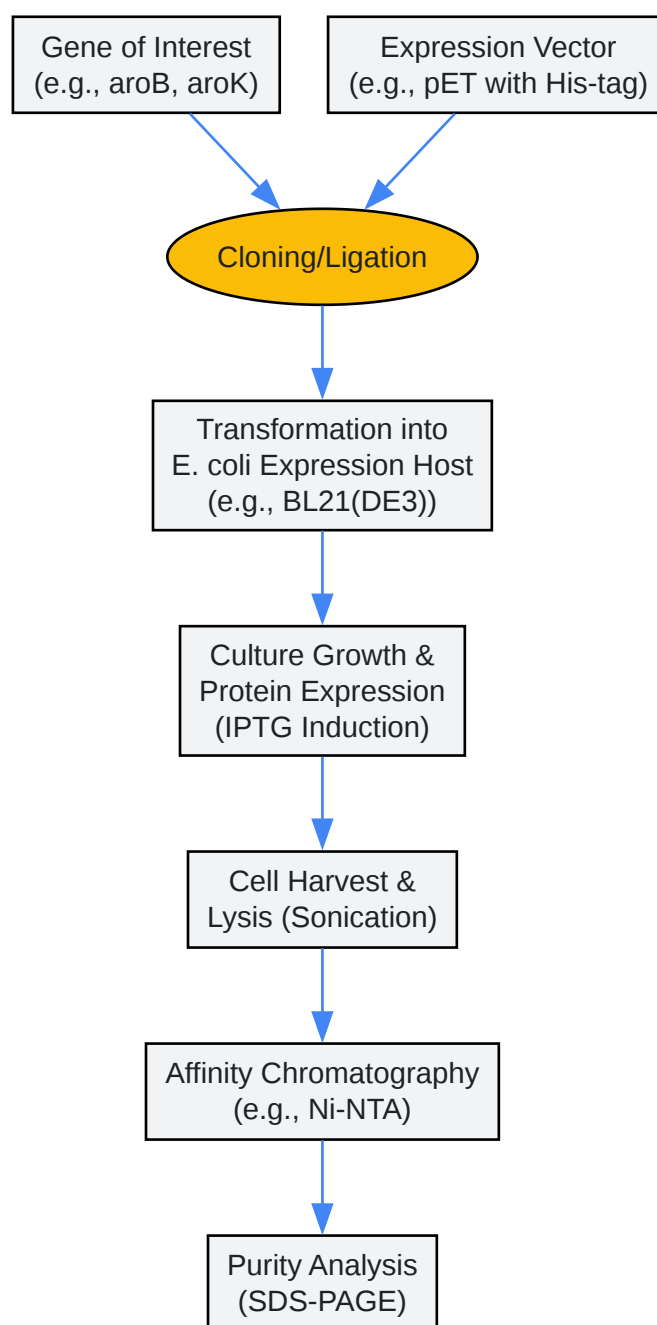 Gene of Interest
(e.g., aroB, aroK)
Expression Vector
(e.g., pET with His-tag)
Cloning/Ligation
Transformation into
E. coli Expression Host
(e.g., BL21(DE3))
Culture Growth &
Protein Expression
(IPTG Induction)
Cell Harvest &
Lysis (Sonication)
Affinity Chromatography
(e.g., Ni-NTA)
Purity Analysis
(SDS-PAGE)